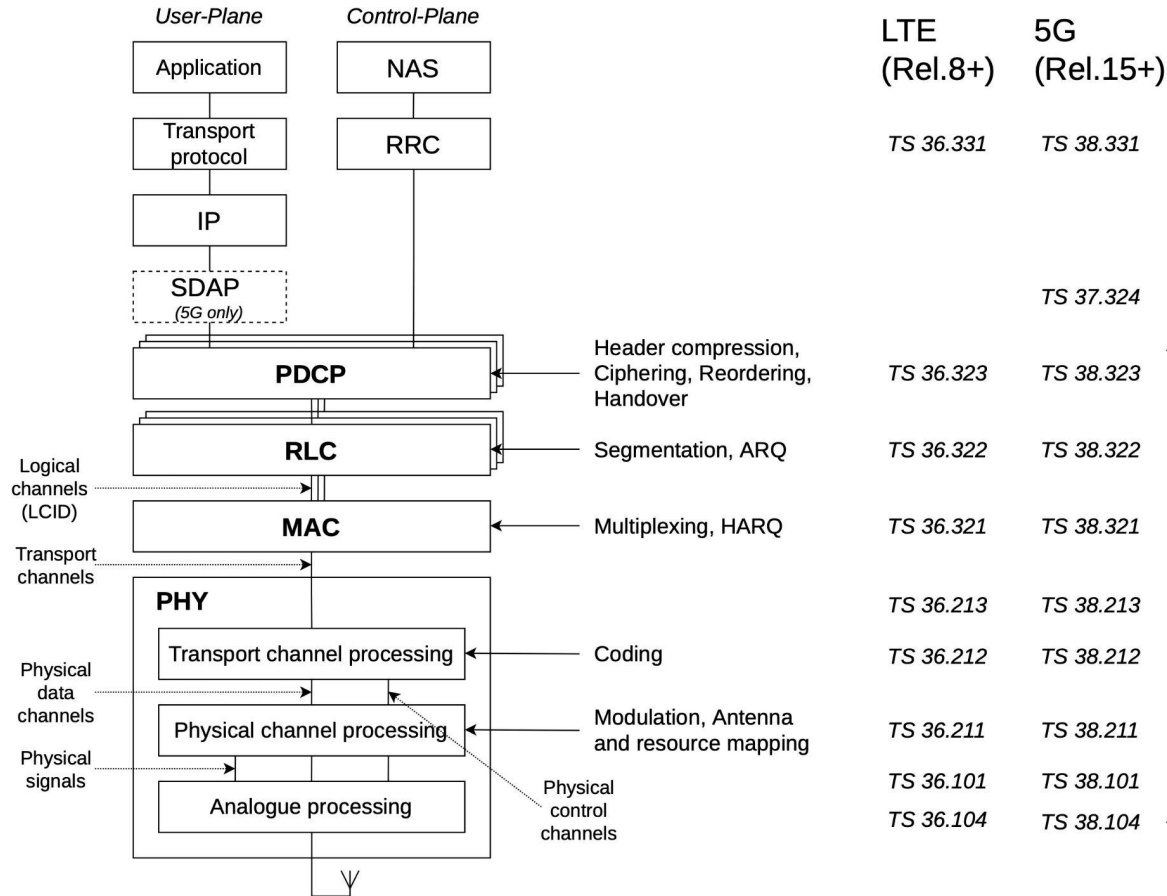 User-Plane
Control-Plane
LTE
(Rel.8+)
5G
(Rel.15+)
Application
NAS
Transport
protocol
RRC
TS 36.331
TS 38.331
IP
SDAP
(5G only)
TS 37.324
PDCP
Header compression,
Ciphering, Reordering,
Handover
TS 36.323
TS 38.323
RLC
Segmentation, ARQ
TS 36.322
TS 38.322
Logical
channels
(LCID)
MAC
Multiplexing, HARQ
TS 36.321
TS 38.321
Transport
channels
PHY
TS 36.213
TS 38.213
Transport channel processing
Coding
TS 36.212
TS 38.212
Physical
data
channels
Physical channel processing
Modulation, Antenna
and resource mapping
TS 36.211
TS 38.211
Physical
signals
TS 36.101
TS 38.101
Analogue processing
Physical
control
channels
TS 36.104
TS 38.104